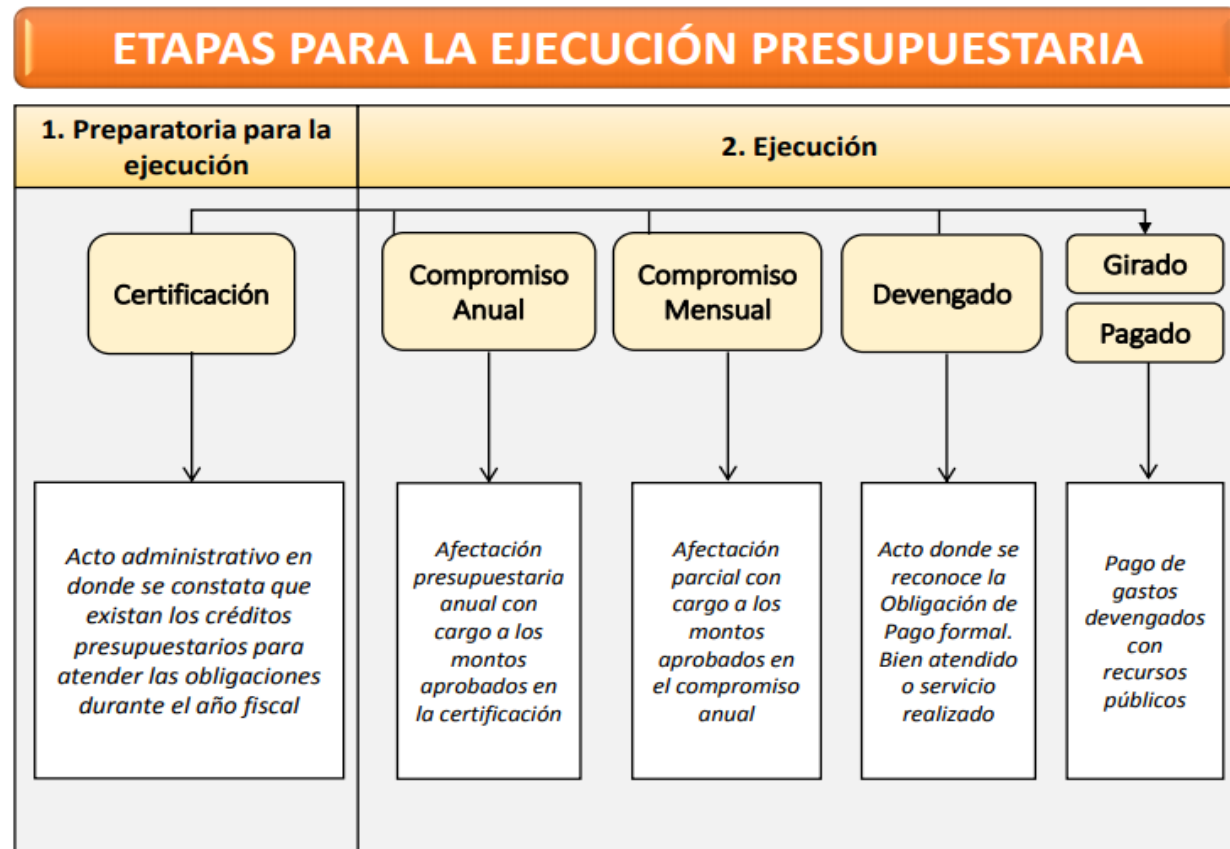 ETAPAS PARA LA EJECUCIÓN PRESUPUESTARIA
1. Preparatoria para la
ejecución
2. Ejecución
Certificación
Compromiso
Anual
Compromiso
Mensual
Devengado
Girado
Pagado
Acto administrativo en
donde se constata que
existan los créditos
presupuestarios para
atender las obligaciones
durante el año fiscal
Afectación
presupuestaria
anual con
cargo a los
montos
aprobados en
la certificación
Afectación
parcial con
cargo a los
montos
aprobados en
el compromiso
anual
Acto donde se
reconoce la
Obligación de
Pago formal.
Bien atendido
o servicio
realizado
Pago de
gastos
devengados
con
recursos
públicos